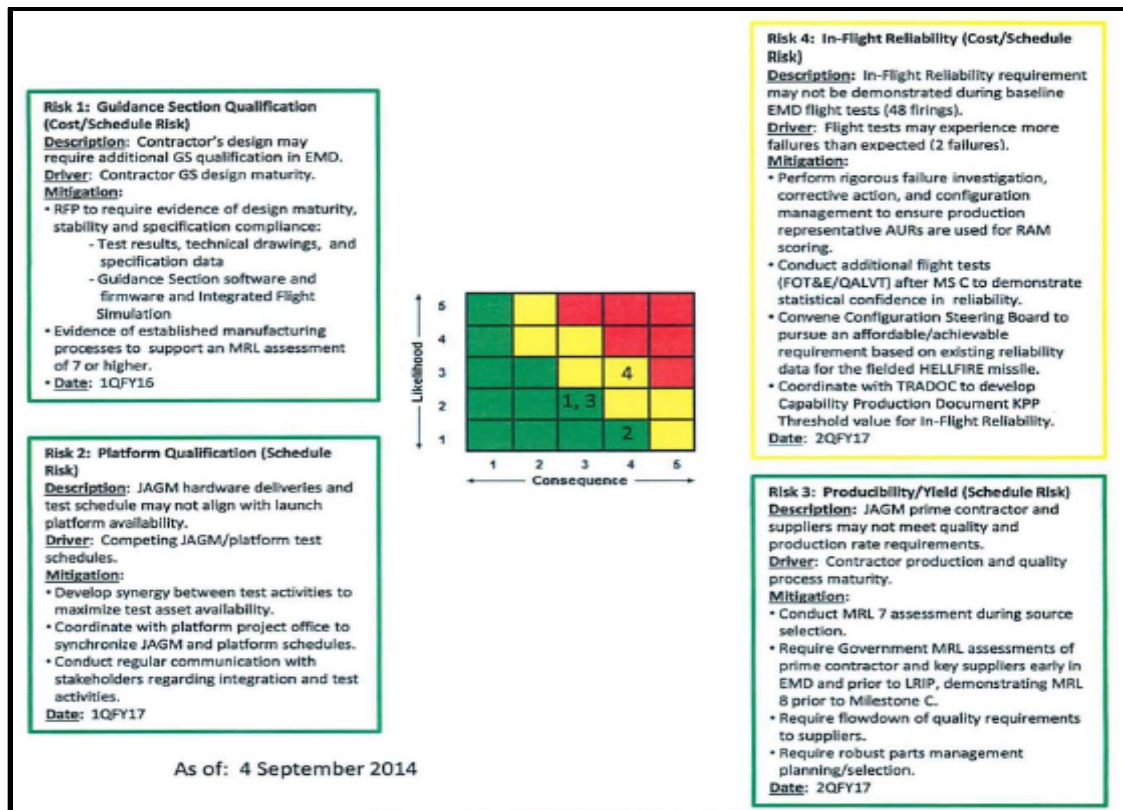 Risk 1: Guidance Section Qualification
(Cost/Schedule Risk)
Description: Contractor's design may
require additional GS qualification in EMD.
Driver: Contractor GS design maturity.
Mitigation:
• RFP to require evidence of design maturity,
stability and specification compliance:
- Test results, technical drawings, and
specification data
- Guidance Section software and
firmware and Integrated Flight
Simulation
• Evidence of established manufacturing
processes to support an MRL assessment
of 7 or higher.
• Date: 1QFY16
Risk 2: Platform Qualification (Schedule
Risk)
Description: JAGM hardware deliveries and
test schedule may not align with launch
platform availability.
Driver: Competing JAGM/platform test
schedules.
Mitigation:
• Develop synergy between test activities to
maximize test asset availability.
• Coordinate with platform project office to
synchronize JAGM and platform schedules.
• Conduct regular communication with
stakeholders regarding integration and test
activities.
Date: 1QFY17
As of: 4 September 2014
Likelihood
5
4
3 4
2 1, 3
1 2
1 2 3 4 5
Consequence
Risk 4: In-Flight Reliability (Cost/Schedule
Risk)
Description: In-Flight Reliability requirement
may not be demonstrated during baseline
EMD flight tests (48 firings).
Driver: Flight tests may experience more
failures than expected (2 failures).
Mitigation:
• Perform rigorous failure investigation,
corrective action, and configuration
management to ensure production
representative AURs are used for RAM
scoring.
• Conduct additional flight tests
(FOT&E/QALVT) after MS C to demonstrate
statistical confidence in reliability.
• Convene Configuration Steering Board to
pursue an affordable/achievable
requirement based on existing reliability
data for the fielded HELLFIRE missile.
• Coordinate with TRADOC to develop
Capability Production Document KPP
Threshold value for In-Flight Reliability.
Date: 2QFY17
Risk 3: Producibility/Yield (Schedule Risk)
Description: JAGM prime contractor and
suppliers may not meet quality and
production rate requirements.
Driver: Contractor production and quality
process maturity.
Mitigation:
• Conduct MRL 7 assessment during source
selection.
• Require Government MRL assessments of
prime contractor and key suppliers early in
EMD and prior to LRIP, demonstrating MRL
8 prior to Milestone C.
• Require flowdown of quality requirements
to suppliers.
• Require robust parts management
planning/selection.
Date: 2QFY17